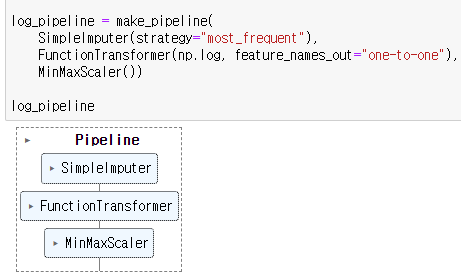 log_pipeline = make_pipeline(
    SimpleImputer(strategy="most_frequent"),
    FunctionTransformer(np.log, feature_names_out="one-to-one"),
    MinMaxScaler())
log_pipeline
Pipeline
SimpleImputer
FunctionTransformer
MinMaxScaler